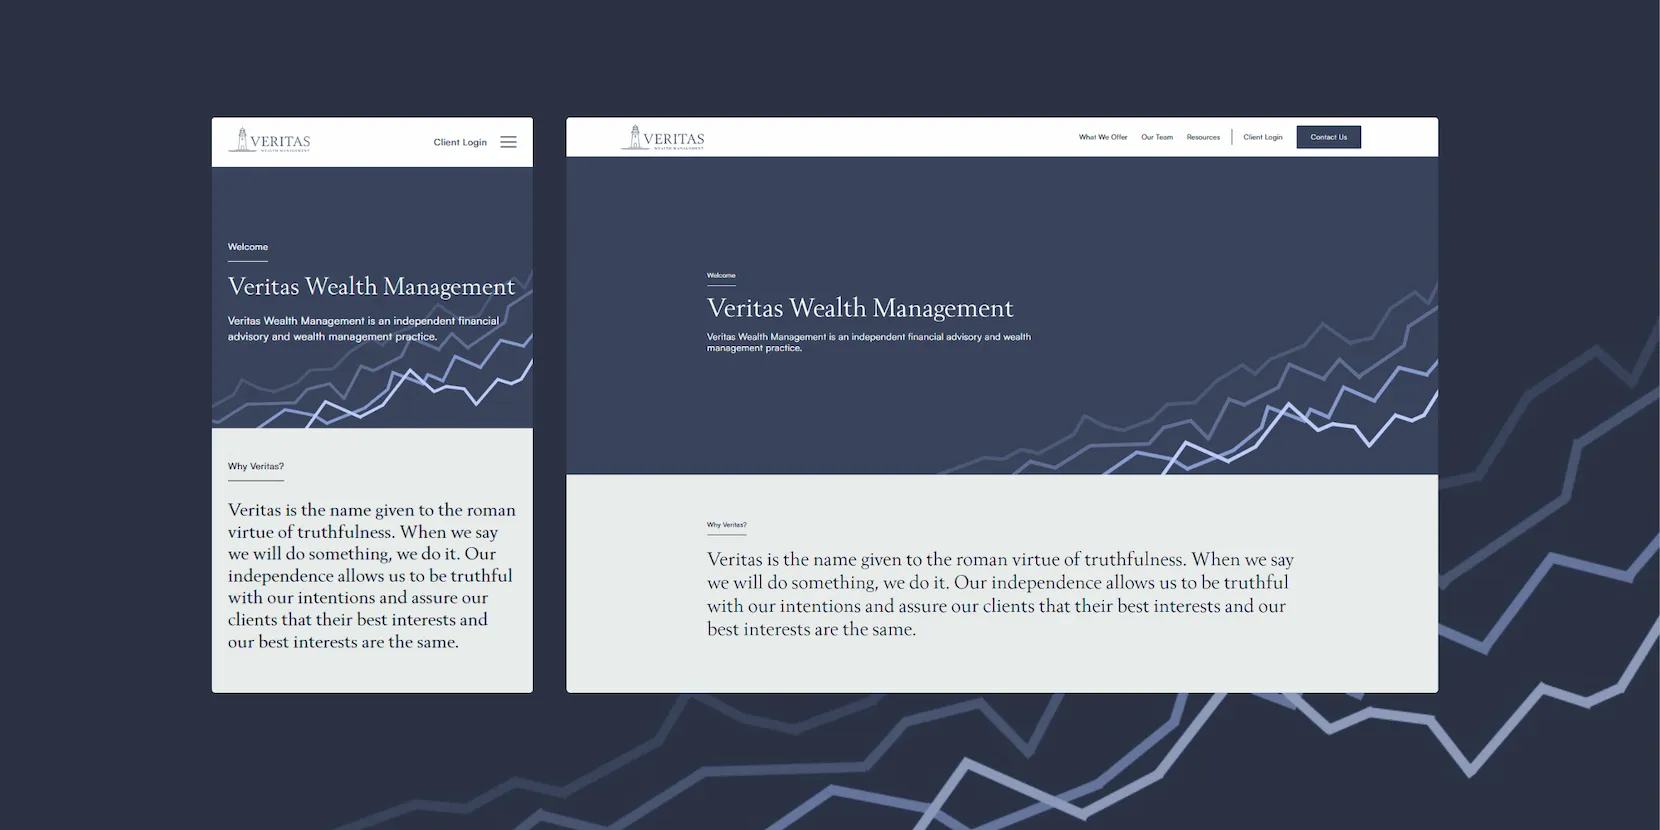 VERITAS
WEALTH MANAGEMENT
Client Login
Welcome
Veritas Wealth Management
Veritas Wealth Management is an independent financial
advisory and wealth management practice.
Why Veritas?
Veritas is the name given to the roman
virtue of truthfulness. When we say
we will do something, we do it. Our
independence allows us to be truthful
with our intentions and assure our
clients that their best interests and
our best interests are the same.
VERITAS
WEALTH MANAGEMENT
What We Offer
Our Team
Resources
Client Login
Contact Us
Welcome
Veritas Wealth Management
Veritas Wealth Management is an independent financial advisory and wealth
management practice.
Why Veritas?
Veritas is the name given to the roman virtue of truthfulness. When we say
we will do something, we do it. Our independence allows us to be truthful
with our intentions and assure our clients that their best interests and our
best interests are the same.